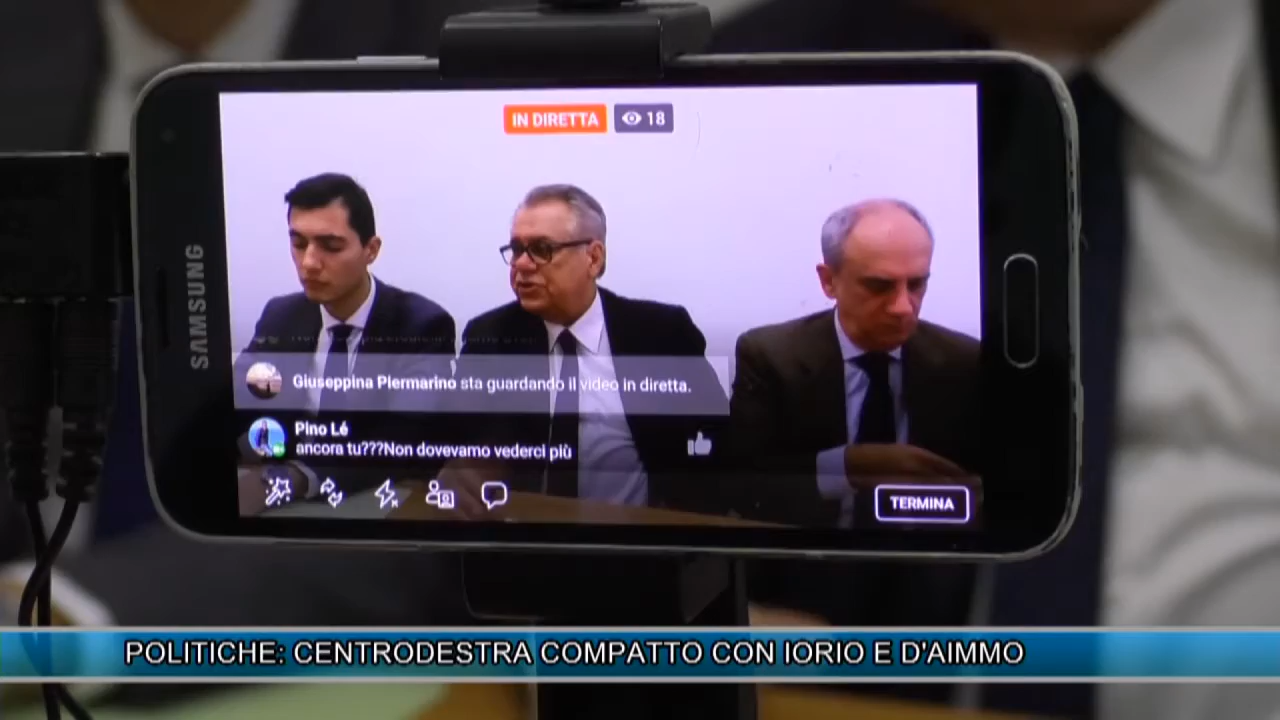 IN DIRETTA 18
SAMSUNG
Giuseppina Piermarino sta guardando il video in diretta.
Pino Lé
ancora tu???Non dovevamo vederci più
TERMINA
POLITICHE: CENTRODESTRA COMPATTO CON IORIO E D'AIMMO